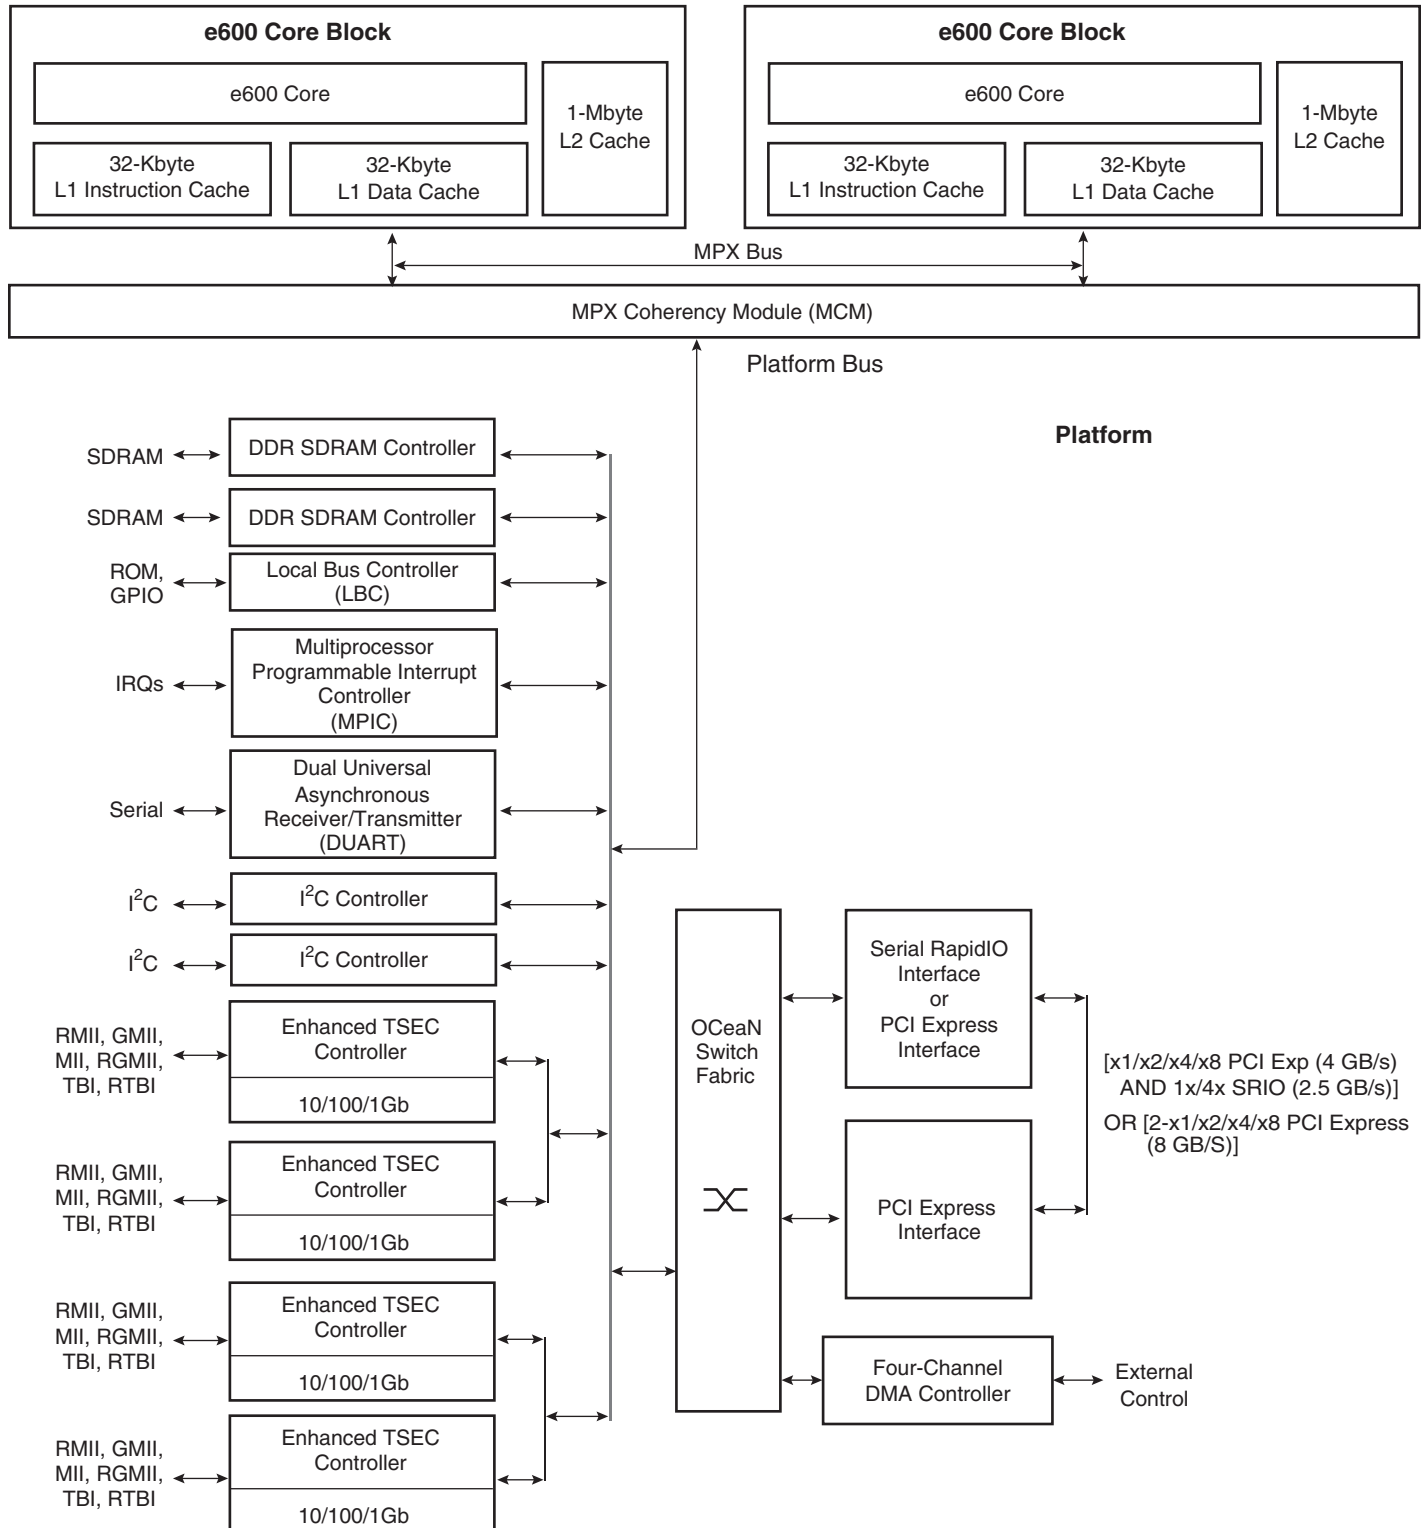 e600 Core Block
e600 Core
1-Mbyte
L2 Cache
32-Kbyte
L1 Instruction Cache
32-Kbyte
L1 Data Cache
e600 Core Block
e600 Core
1-Mbyte
L2 Cache
32-Kbyte
L1 Instruction Cache
32-Kbyte
L1 Data Cache
MPX Bus
MPX Coherency Module (MCM)
Platform Bus
Platform
SDRAM
DDR SDRAM Controller
SDRAM
DDR SDRAM Controller
ROM,
GPIO
Local Bus Controller
(LBC)
IRQs
Multiprocessor
Programmable Interrupt
Controller
(MPIC)
Serial
Dual Universal
Asynchronous
Receiver/Transmitter
(DUART)
I²C
I²C Controller
I²C
I²C Controller
RMII, GMII,
MII, RGMII,
TBI, RTBI
Enhanced TSEC
Controller
10/100/1Gb
RMII, GMII,
MII, RGMII,
TBI, RTBI
Enhanced TSEC
Controller
10/100/1Gb
RMII, GMII,
MII, RGMII,
TBI, RTBI
Enhanced TSEC
Controller
10/100/1Gb
RMII, GMII,
MII, RGMII,
TBI, RTBI
Enhanced TSEC
Controller
10/100/1Gb
OCeaN
Switch
Fabric
Serial RapidIO
Interface
or
PCI Express
Interface
PCI Express
Interface
[x1/x2/x4/x8 PCI Exp (4 GB/s)
AND 1x/4x SRIO (2.5 GB/s)]
OR [2-x1/x2/x4/x8 PCI Express
(8 GB/S)]
Four-Channel
DMA Controller
External
Control